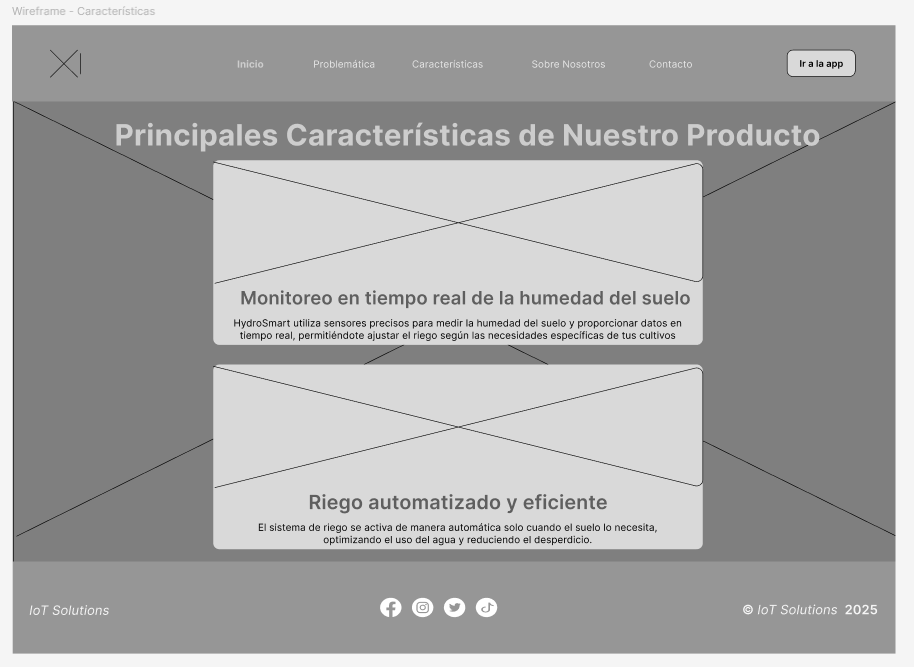 Wireframe - Características
Inicio
Problemática
Características
Sobre Nosotros
Contacto
Ir a la app
Principales Características de Nuestro Producto
Monitoreo en tiempo real de la humedad del suelo
HydroSmart utiliza sensores precisos para medir la humedad del suelo y proporcionar datos en
tiempo real, permitiéndote ajustar el riego según las necesidades específicas de tus cultivos
Riego automatizado y eficiente
El sistema de riego se activa de manera automática solo cuando el suelo lo necesita,
optimizando el uso del agua y reduciendo el desperdicio.
IoT Solutions
© IoT Solutions 2025